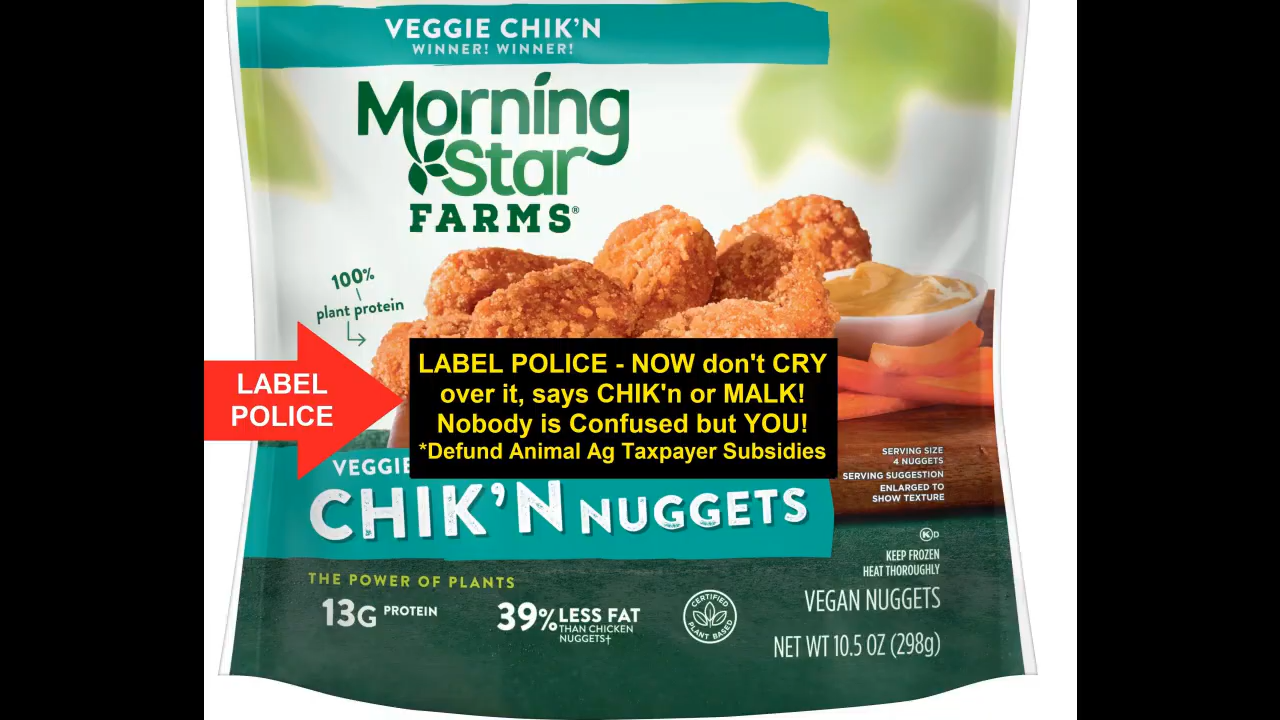 VEGGIE CHIK'N
WINNER! WINNER!
Morning
Star
FARMS®
100%
plant protein
LABEL
POLICE
LABEL POLICE - NOW don't CRY
over it, says CHIK'n or MALK!
Nobody is Confused but YOU!
*Defund Animal Ag Taxpayer Subsidies
VEGGIE
CHIK'N NUGGETS
SERVING SIZE
4 NUGGETS
SERVING SUGGESTION
ENLARGED TO
SHOW TEXTURE
K D
KEEP FROZEN
HEAT THOROUGHLY
THE POWER OF PLANTS
13G PROTEIN
39% LESS FAT
THAN CHICKEN
NUGGETS†
CERTIFIED
PLANT BASED
VEGAN NUGGETS
NET WT 10.5 OZ (298g)